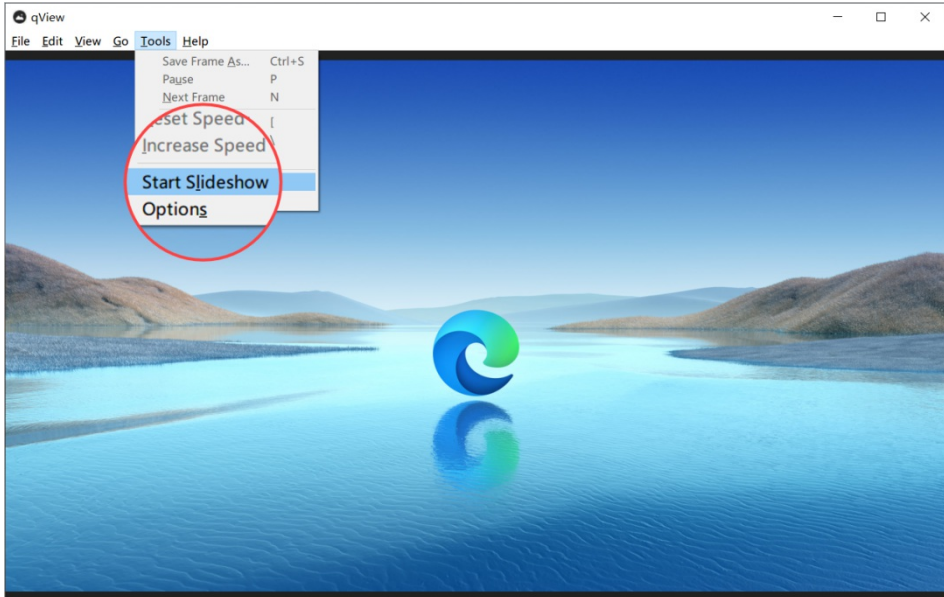 qView
File Edit View Go Tools Help
Save Frame As... Ctrl+S
Pause P
Next Frame N
eset Speed [
Increase Speed
Start Slideshow
Options